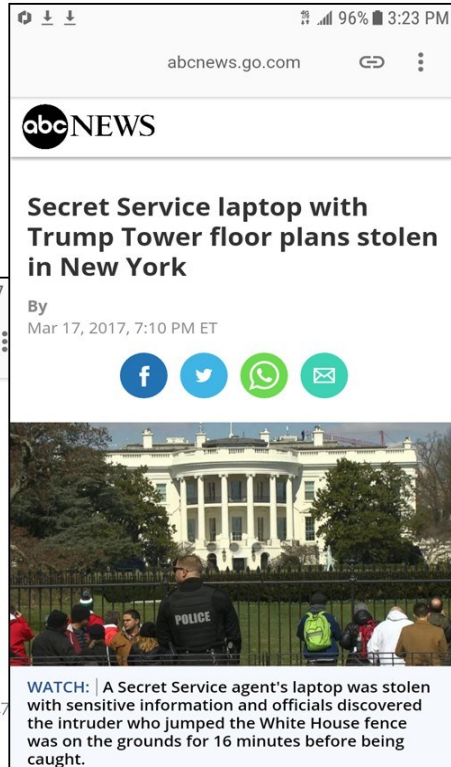 96% 3:23 PM
abcnews.go.com
abc NEWS
Secret Service laptop with
Trump Tower floor plans stolen
in New York
By
Mar 17, 2017, 7:10 PM ET
f
POLICE
WATCH: | A Secret Service agent's laptop was stolen
with sensitive information and officials discovered
the intruder who jumped the White House fence
was on the grounds for 16 minutes before being
caught.